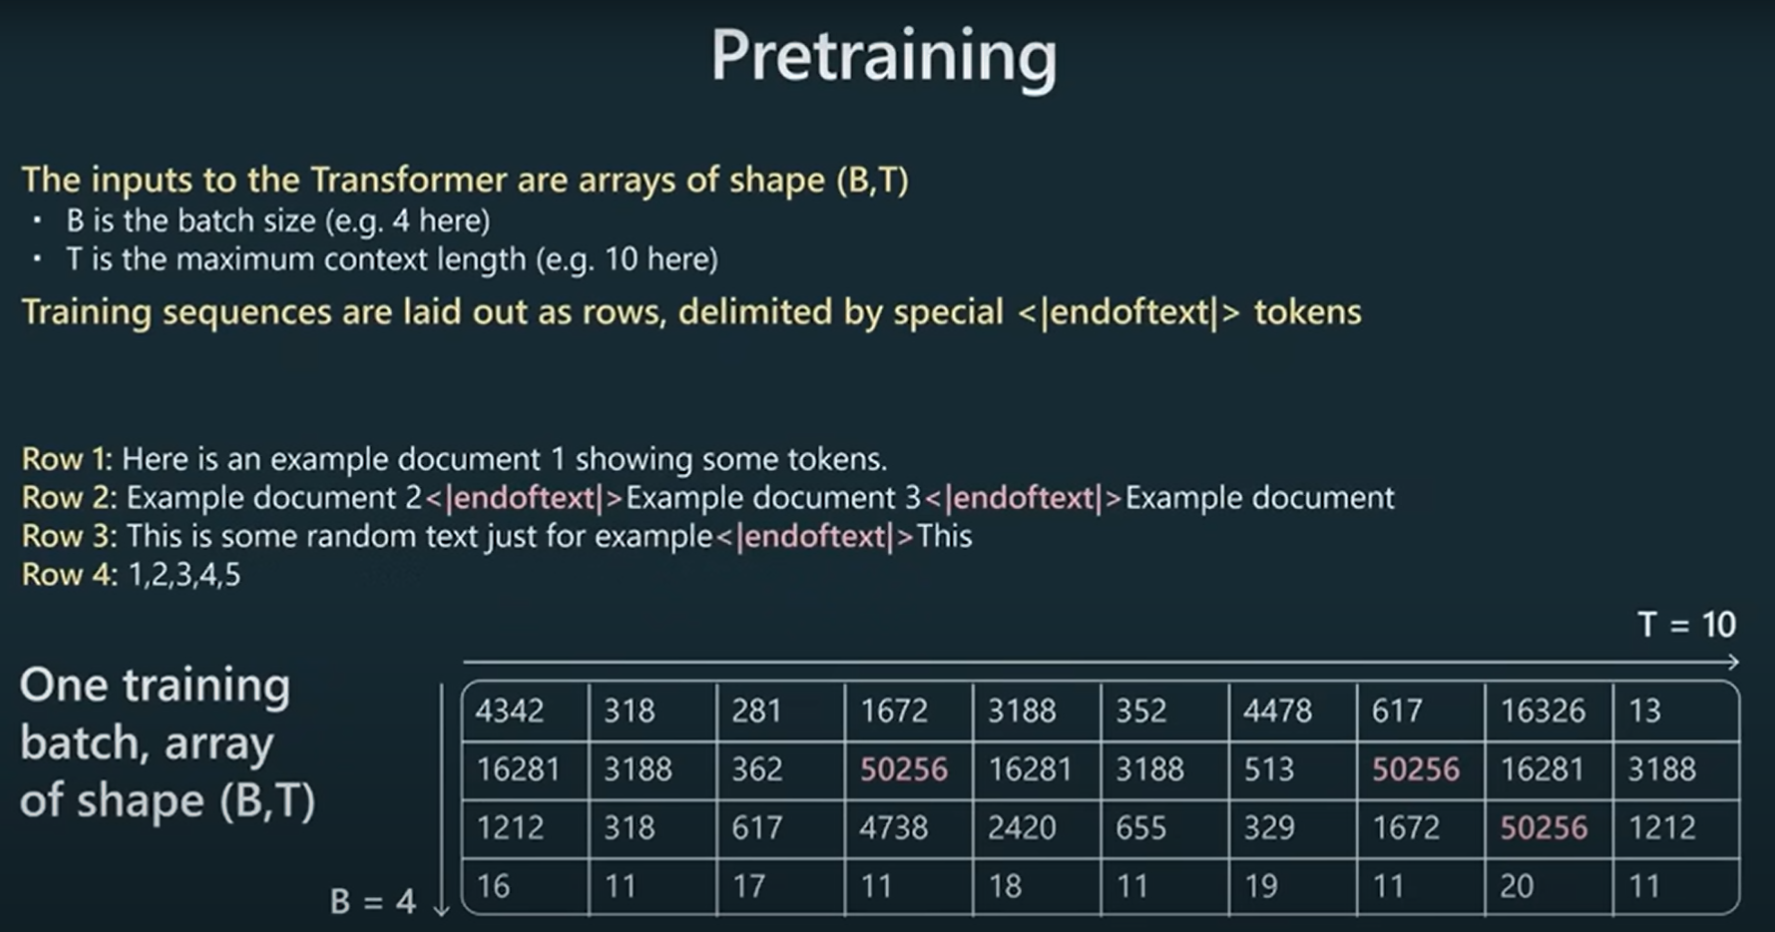 Pretraining
The inputs to the Transformer are arrays of shape (B,T)
• B is the batch size (e.g. 4 here)
• T is the maximum context length (e.g. 10 here)
Training sequences are laid out as rows, delimited by special <|endoftext|> tokens
Row 1: Here is an example document 1 showing some tokens.
Row 2: Example document 2<|endoftext|>Example document 3<|endoftext|>Example document
Row 3: This is some random text just for example<|endoftext|>This
Row 4: 1,2,3,4,5
T = 10
One training
batch, array
of shape (B,T)
B = 4
4342 318 281 1672 3188 352 4478 617 16326 13
16281 3188 362 50256 16281 3188 513 50256 16281 3188
1212 318 617 4738 2420 655 329 1672 50256 1212
16 11 17 11 18 11 19 11 20 11